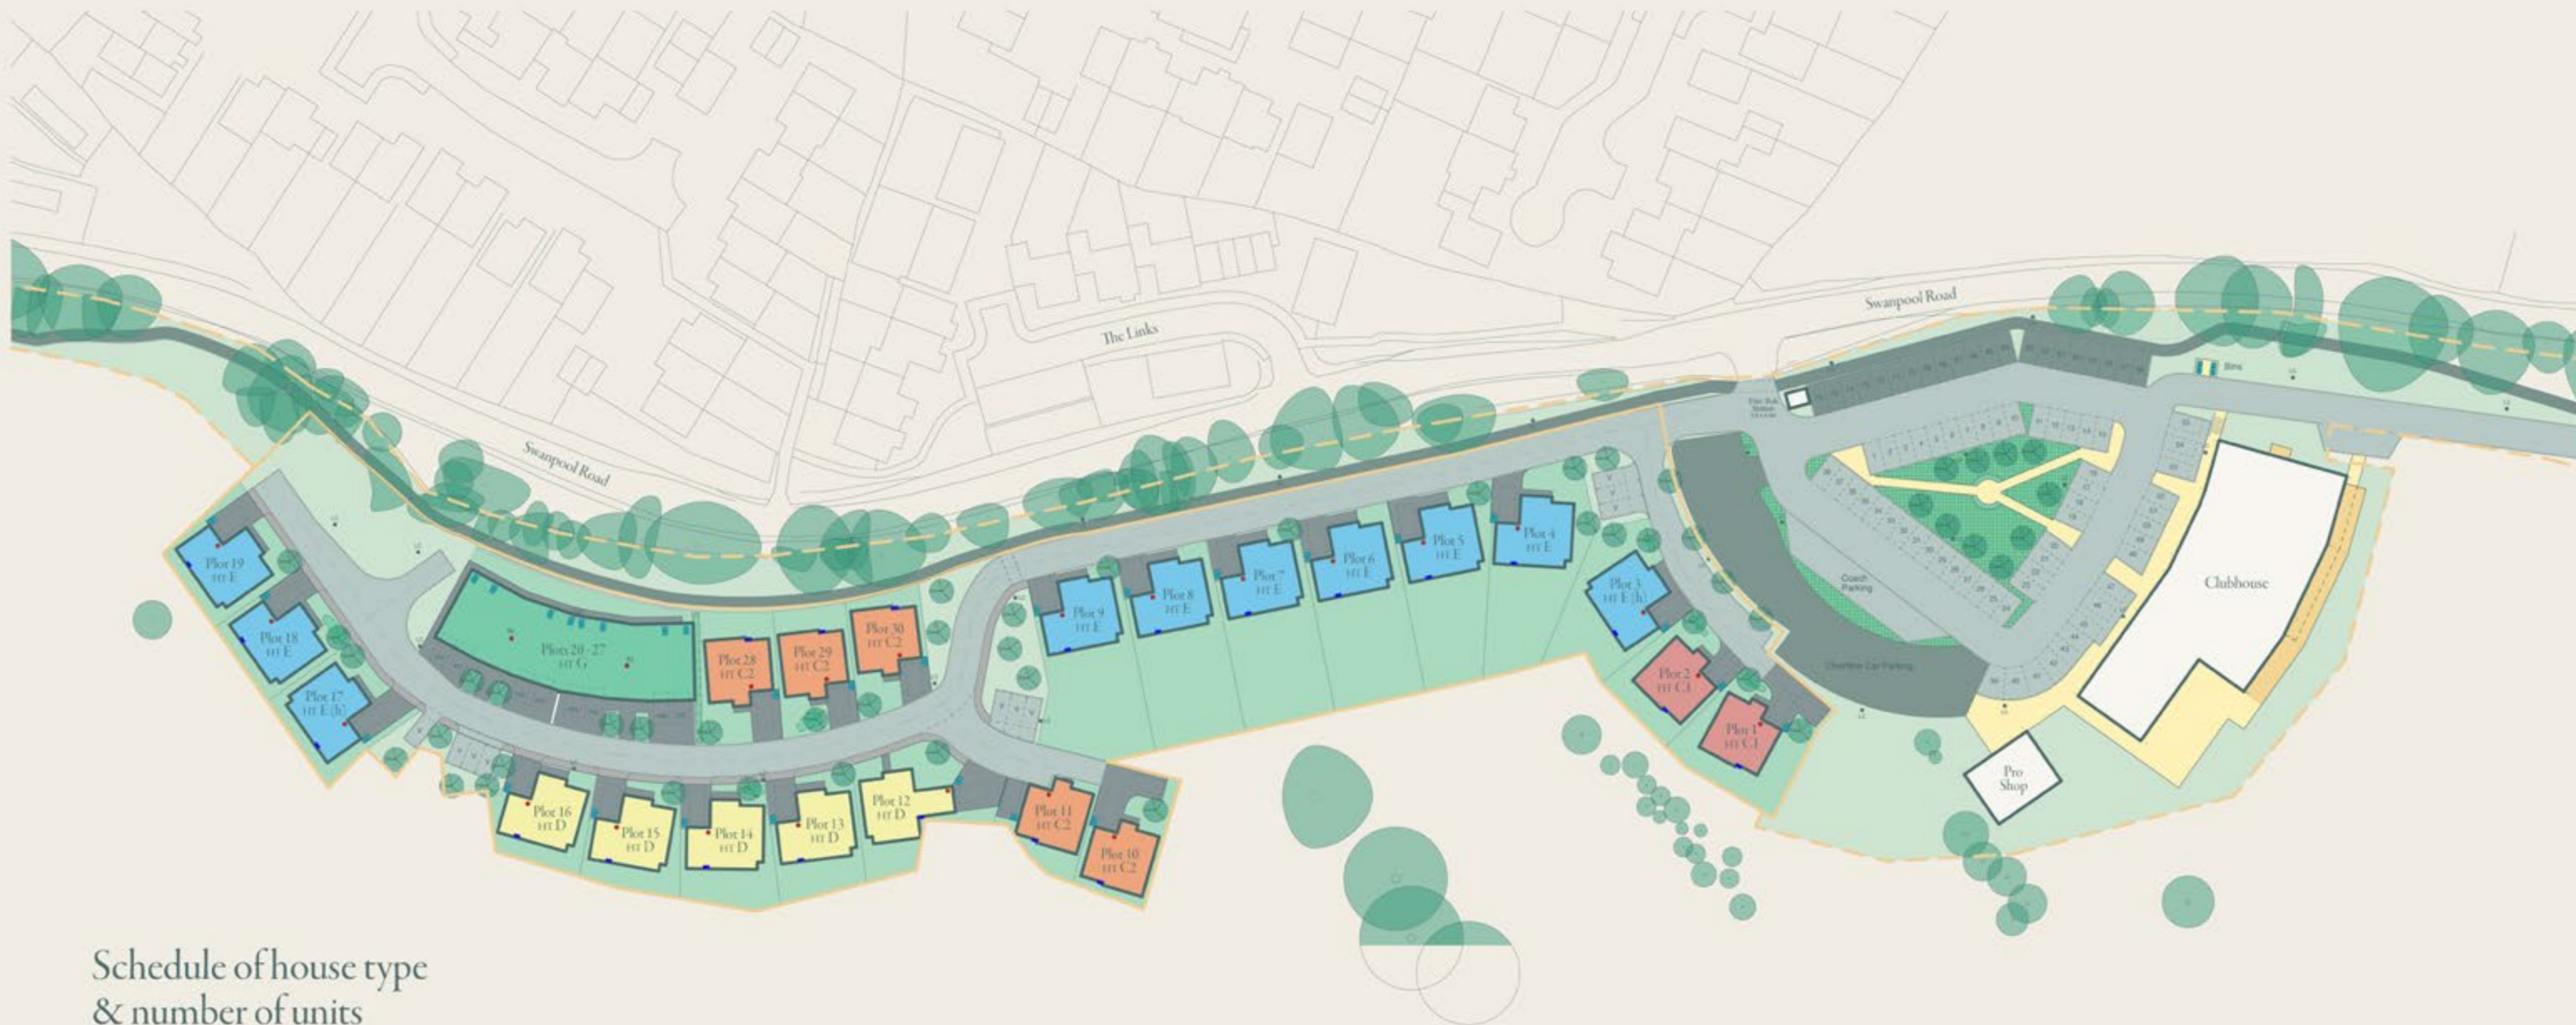 Swanpool Road
The Links
Swanpool Road
Bins
Plot 19
HT E
Plot 18
HT E
Plot 17
HT E(h)
Plots 20 - 27
HT G
Plot 28
HT C2
Plot 29
HT C2
Plot 30
HT C2
Plot 9
HT E
Plot 8
HT E
Plot 7
HT E
Plot 6
HT E
Plot 5
HT E
Plot 4
HT E
Plot 3
HT E(h)
Plot 2
HT C1
Plot 1
HT C1
Coach
Parking
Overflow Car Parking
Clubhouse
Pro
Shop
Plot 16
HT D
Plot 15
HT D
Plot 14
HT D
Plot 13
HT D
Plot 12
HT D
Plot 11
HT C2
Plot 10
HT C2
Schedule of house type
& number of units